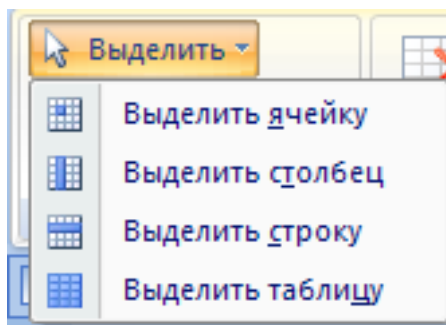 Выделить
Выделить ячейку
Выделить столбец
Выделить строку
Выделить таблицу